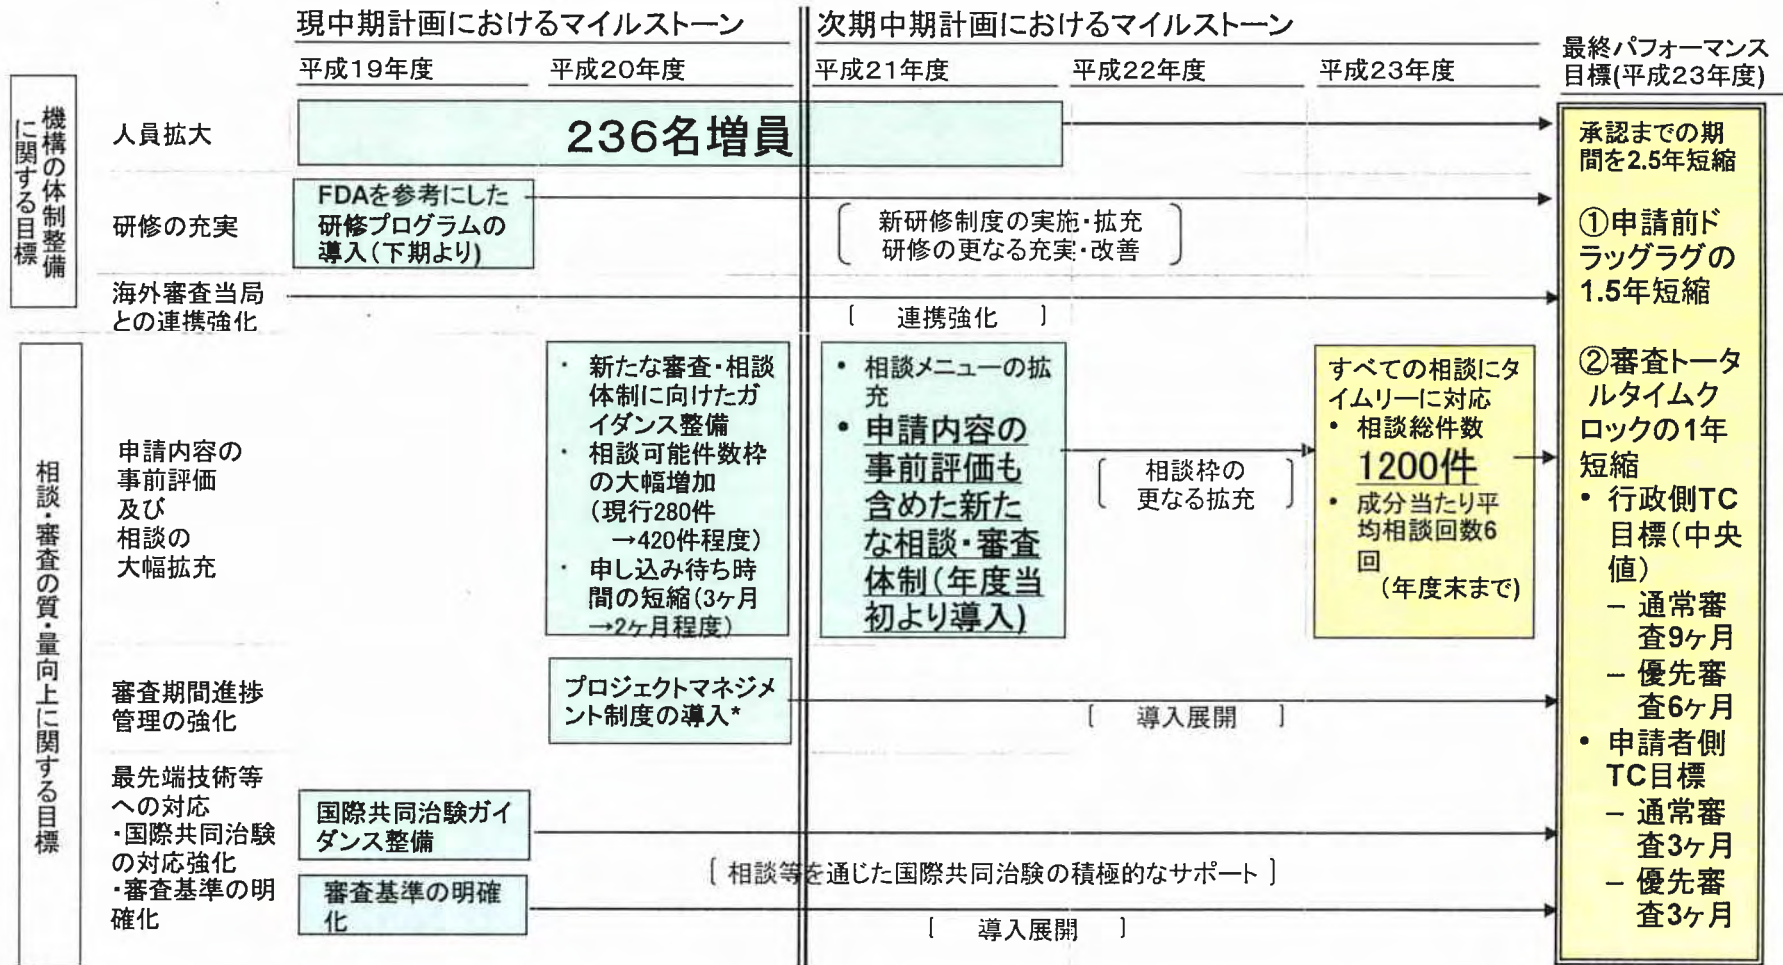 現中期計画におけるマイルストーン
次期中期計画におけるマイルストーン
平成19年度
平成20年度
平成21年度
平成22年度
平成23年度
最終パフォーマンス
目標(平成23年度)
機構の体制整備
に関する目標
人員拡大
236名増員
研修の充実
FDAを参考にした
研修プログラムの
導入(下期より)
新研修制度の実施・拡充
研修の更なる充実・改善
海外審査当局
との連携強化
[ 連携強化 ]
相談・審査の質・量向上に関する目標
申請内容の
事前評価
及び
相談の
大幅拡充
・ 新たな審査・相談
体制に向けたガ
イダンス整備
・ 相談可能件数枠
の大幅増加
(現行280件
→420件程度)
・ 申し込み待ち時
間の短縮(3ヶ月
→2ヶ月程度)
• 相談メニューの拡
充
• 申請内容の
事前評価も
含めた新た
な相談・審査
体制(年度当
初より導入)
相談枠の
更なる拡充
すべての相談にタ
イムリーに対応
• 相談総件数
1200件
• 成分当たり平
均相談回数6
回
(年度末まで)
審査期間進捗
管理の強化
プロジェクトマネジメ
ント制度の導入*
[ 導入展開 ]
最先端技術等
への対応
・国際共同治験
の対応強化
・審査基準の明
確化
国際共同治験ガイ
ダンス整備
[ 相談等を通じた国際共同治験の積極的なサポート ]
審査基準の明確
化
[ 導入展開 ]
承認までの期
間を2.5年短縮
①申請前ド
ラッグラグの
1.5年短縮
②審査トータ
ルタイムク
ロックの1年
短縮
• 行政側TC
目標(中央
値)
– 通常審
査9ヶ月
– 優先審
査6ヶ月
• 申請者側
TC目標
– 通常審
査3ヶ月
– 優先審
査3ヶ月